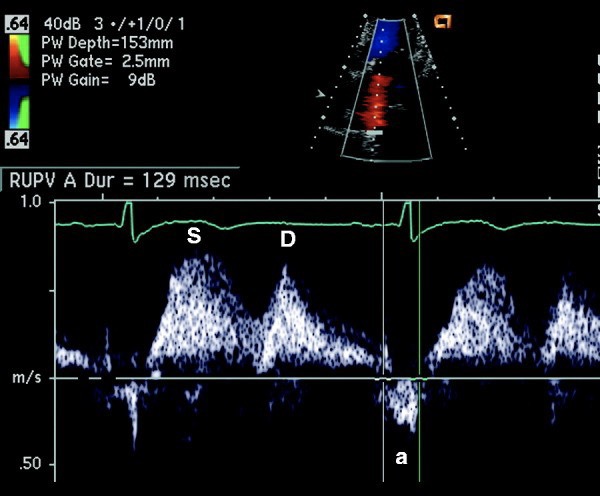 .64
40dB 3 •/+1/0/ 1
PW Depth=153mm
PW Gate= 2.5mm
PW Gain= 9dB
.64
RUPV A Dur = 129 msec
1.0
S
D
m/s
a
.50